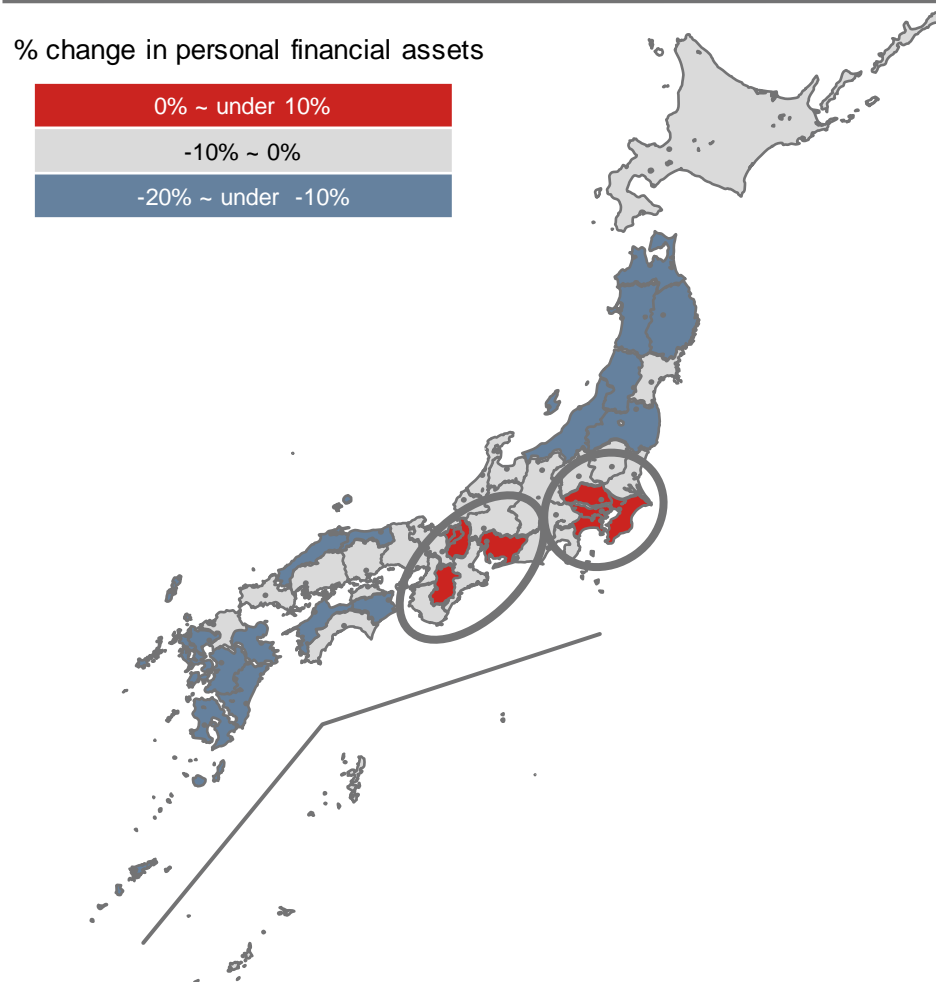 % change in personal financial assets
0% ~ under 10%
-10% ~ 0%
-20% ~ under -10%